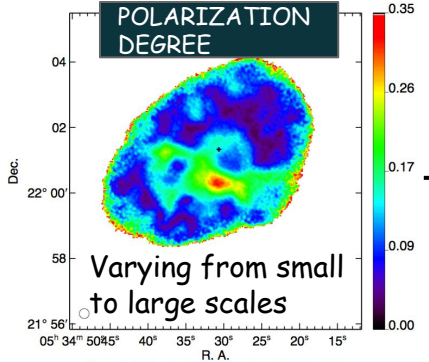 POLARIZATION
DEGREE
0.35
0.26
0.17
0.09
0.00
04
02
22° 00′
58
21° 56′
Dec.
Varying from small
to large scales
05ʰ 34ᵐ 50ˢ
45ˢ
40ˢ
35ˢ
30ˢ
25ˢ
20ˢ
15ˢ
R. A.